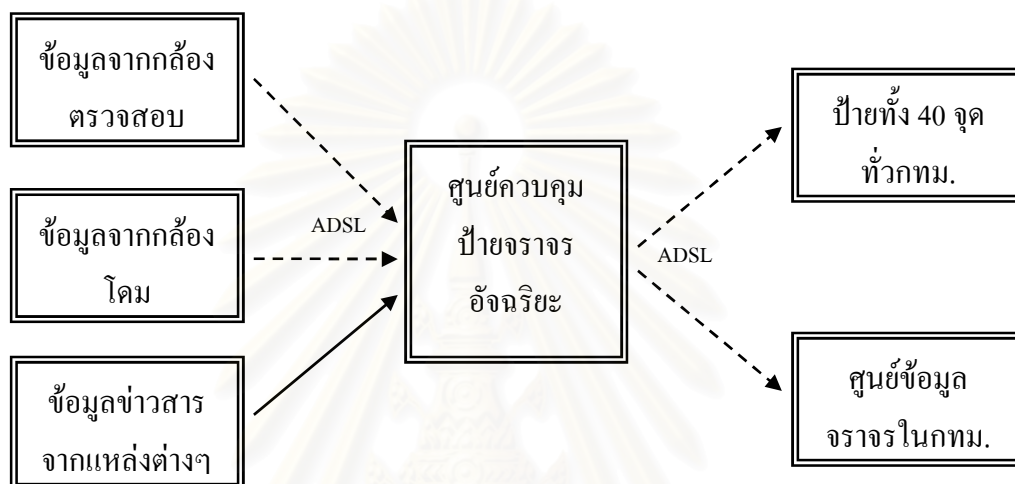 ข้อมูลจากกล้อง
ตรวจสอบ
ข้อมูลจากกล้อง
โดม
ข้อมูลข่าวสาร
จากแหล่งต่างๆ
ADSL
ศูนย์ควบคุม
ป้ายจราจร
อัจฉริยะ
ADSL
ป้ายทั้ง 40 จุด
ทั่วกทม.
ศูนย์ข้อมูล
จราจรในกทม.